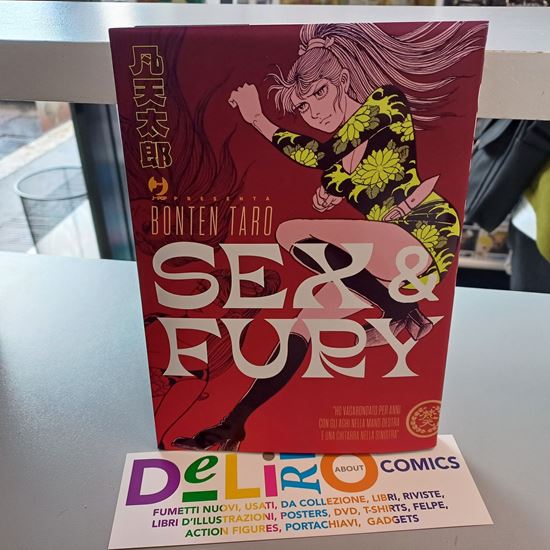 凡天太郎
J-POP PRESENTA
BONTEN TARO
SEX &
FURY
"HO VAGABONDATO PER ANNI
CON GLI AGHI NELLA MANO DESTRA
E UNA CHITARRA NELLA SINISTRA"
DeLiRiO ABOUT COMICS
FUMETTI NUOVI, USATI, DA COLLEZIONE, LIBRI, RIVISTE,
LIBRI D'ILLUSTRAZIONI, POSTERS, DVD, T-SHIRTS, FELPE,
ACTION FIGURES, PORTACHIAVI, GADGETS